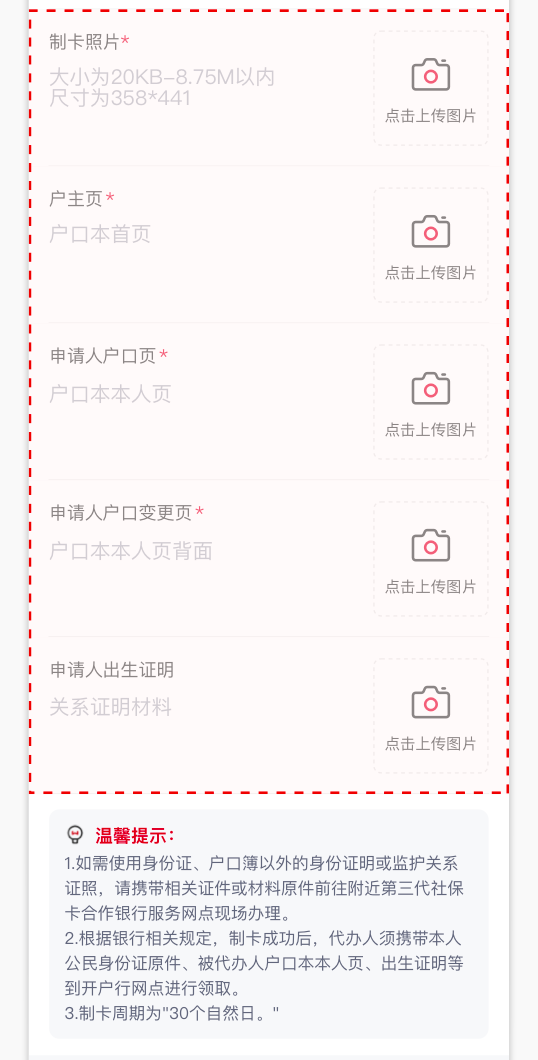 制卡照片*
大小为20KB-8.75M以内
尺寸为358*441
点击上传图片
户主页*
户口本首页
点击上传图片
申请人户口页*
户口本本人页
点击上传图片
申请人户口变更页*
户口本本人页背面
点击上传图片
申请人出生证明
关系证明材料
点击上传图片
温馨提示：
1.如需使用身份证、户口簿以外的身份证明或监护关系
证照，请携带相关证件或材料原件前往附近第三代社保
卡合作银行服务网点现场办理。
2.根据银行相关规定，制卡成功后，代办人须携带本人
公民身份证原件、被代办人户口本本人页、出生证明等
到开户行网点进行领取。
3.制卡周期为"30个自然日。"